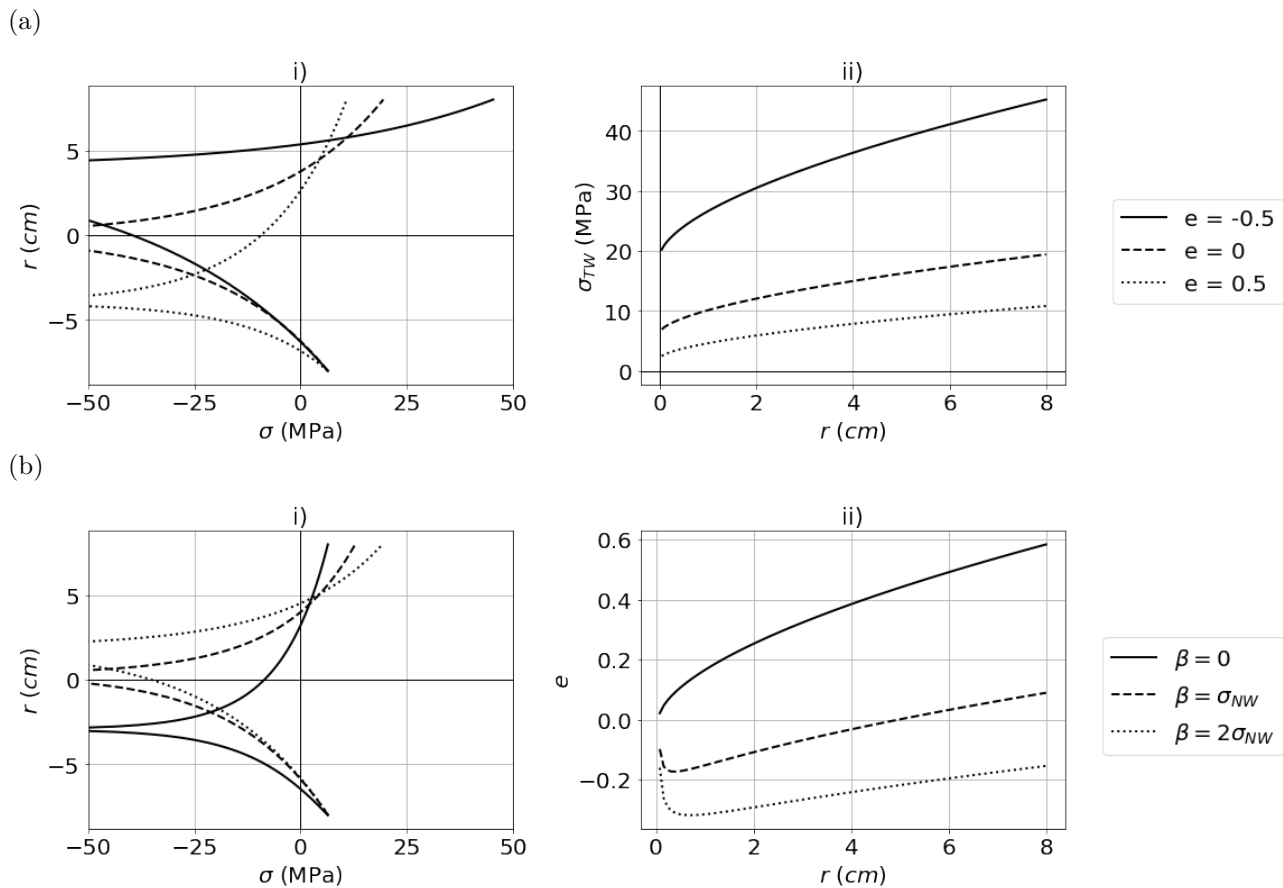 (a)
i)
5
0
−5
r (cm)
−50
−25
0
25
50
σ (MPa)
ii)
40
30
20
10
0
σ_TW (MPa)
0
2
4
6
8
r (cm)
e = -0.5
e = 0
e = 0.5
(b)
i)
5
0
−5
r (cm)
−50
−25
0
25
50
σ (MPa)
ii)
0.6
0.4
0.2
0.0
−0.2
e
0
2
4
6
8
r (cm)
β = 0
β = σ_NW
β = 2σ_NW